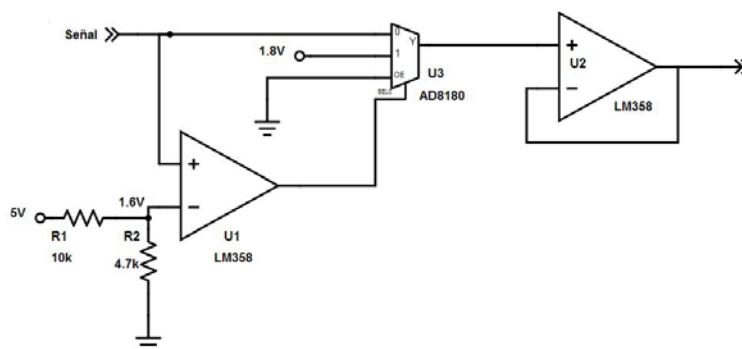 Señal
0
Y
1.8V
1
OE
U3
SEL0
AD8180
+
U2
−
LM358
+
1.6V
−
5V
R1
R2
U1
10k
4.7k
LM358